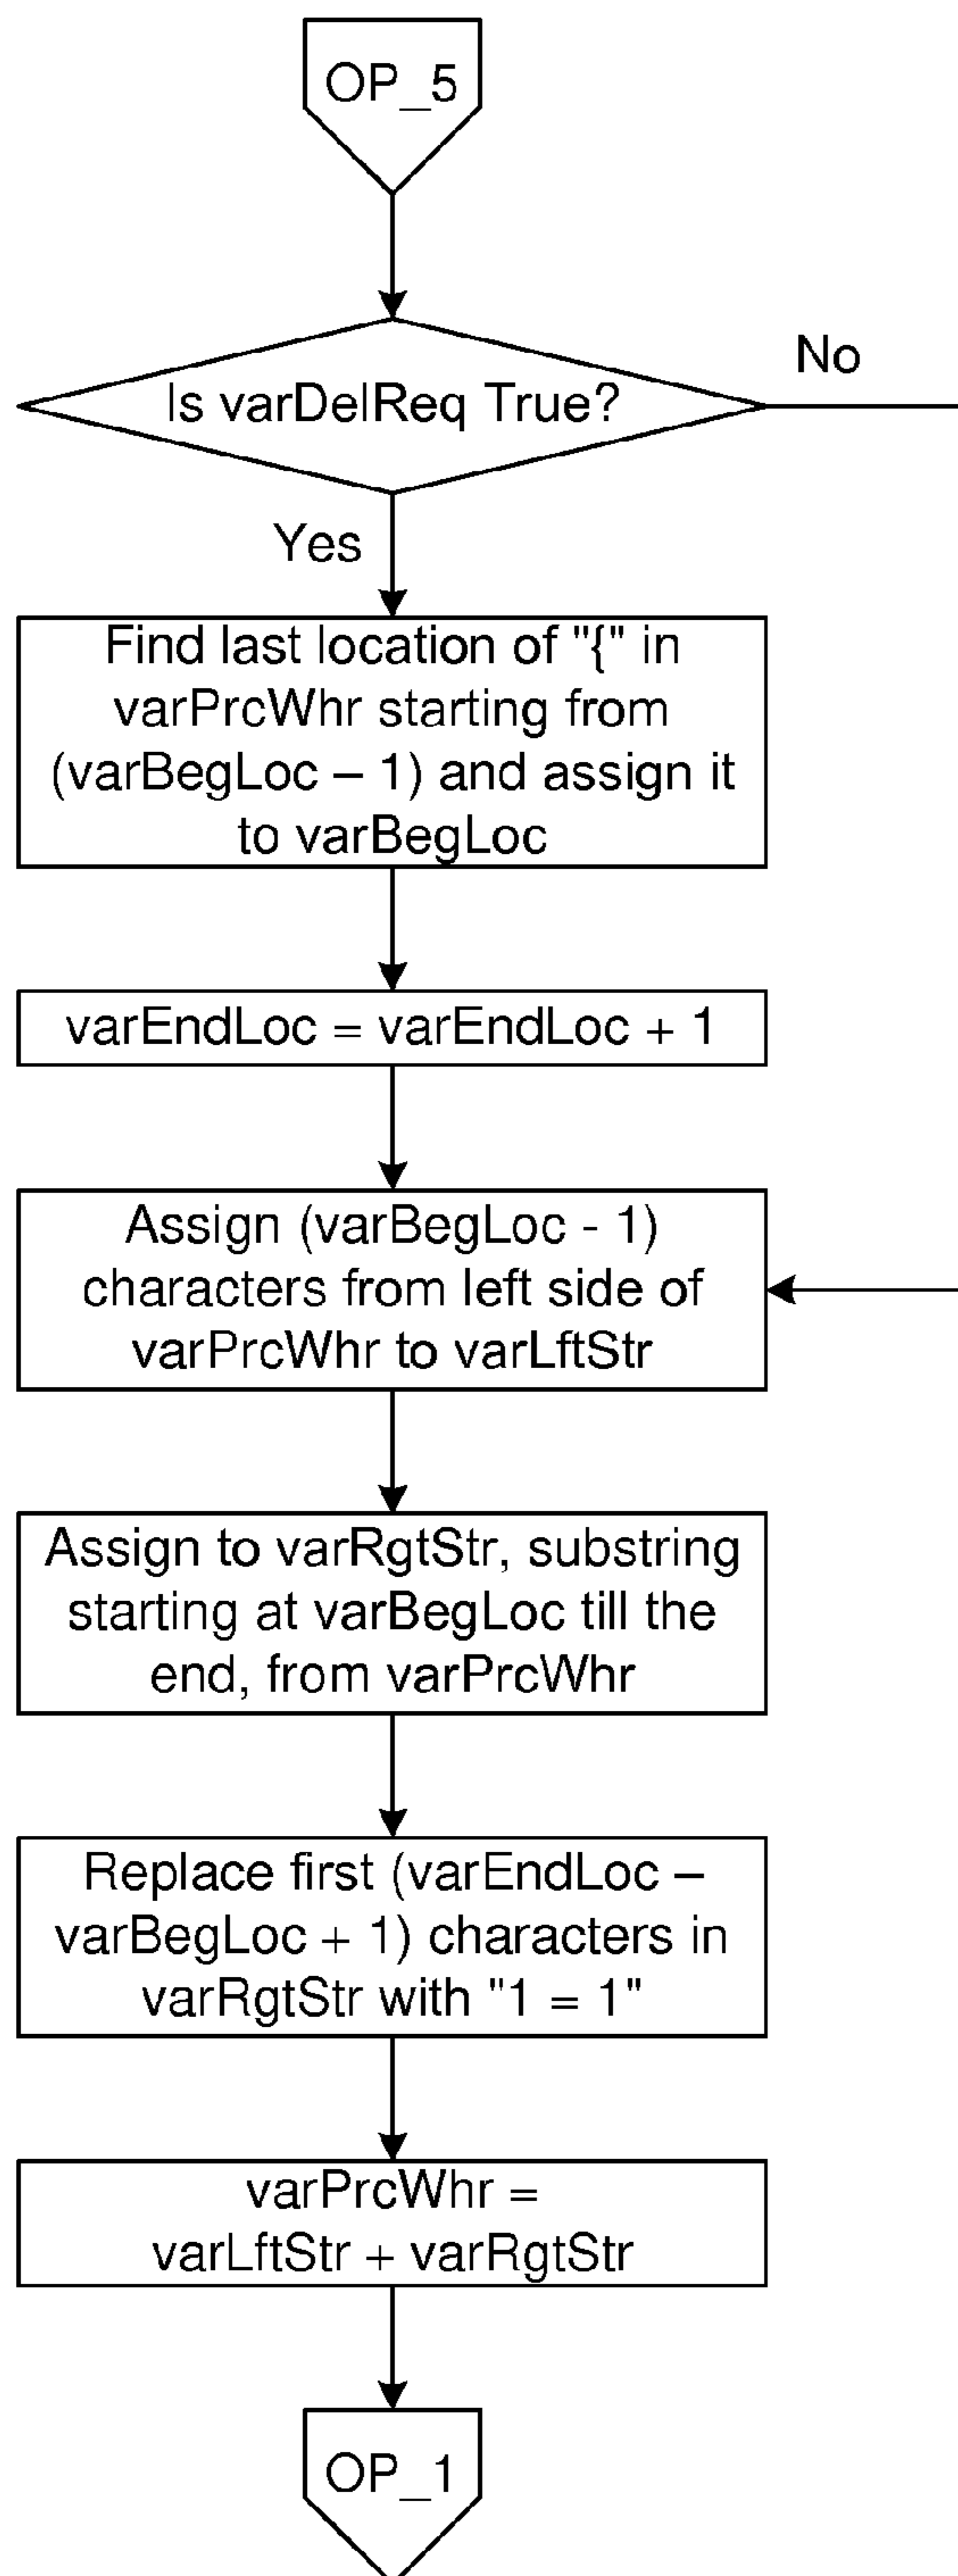 OP_5
Is varDelReq True?
No
Yes
Find last location of "{" in
varPrcWhr starting from
(varBegLoc – 1) and assign it
to varBegLoc
varEndLoc = varEndLoc + 1
Assign (varBegLoc - 1)
characters from left side of
varPrcWhr to varLftStr
Assign to varRgtStr, substring
starting at varBegLoc till the
end, from varPrcWhr
Replace first (varEndLoc –
varBegLoc + 1) characters in
varRgtStr with "1 = 1"
varPrcWhr =
varLftStr + varRgtStr
OP_1